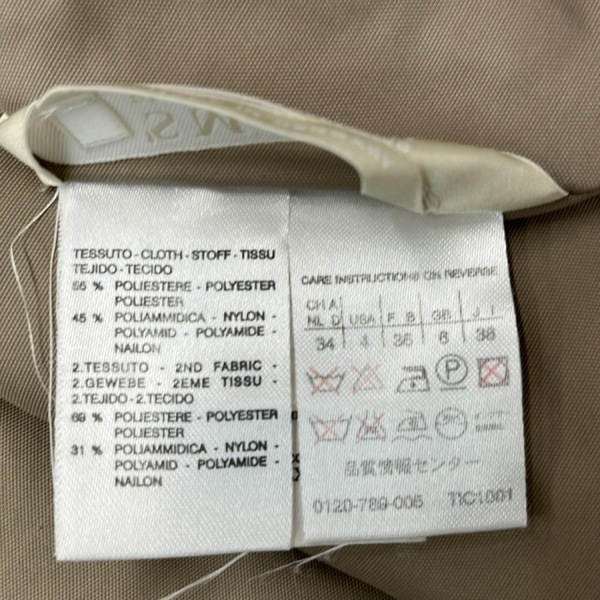 TESSUTO - CLOTH - STOFF - TISSU
TEJIDO - TECIDO
55 % POLIESTERE - POLYESTER
POLIESTER
45 % POLIAMMIDICA - NYLON -
POLYAMID - POLYAMIDE -
NAILON
2.TESSUTO - 2ND FABRIC -
2.GEWEBE - 2EME TISSU -
2.TEJIDO-2.TECIDO
69 % POLIESTERE - POLYESTER
POLIESTER
31 % POLIAMMIDICA - NYLON -
POLYAMID - POLYAMIDE -
NAILON
CARE INSTRUCTIONS ON REVERSE
CH A
NL D USA F B GB J I
34 4 36 6 38
P
品質情報センター
0120-789-005 TIC1001